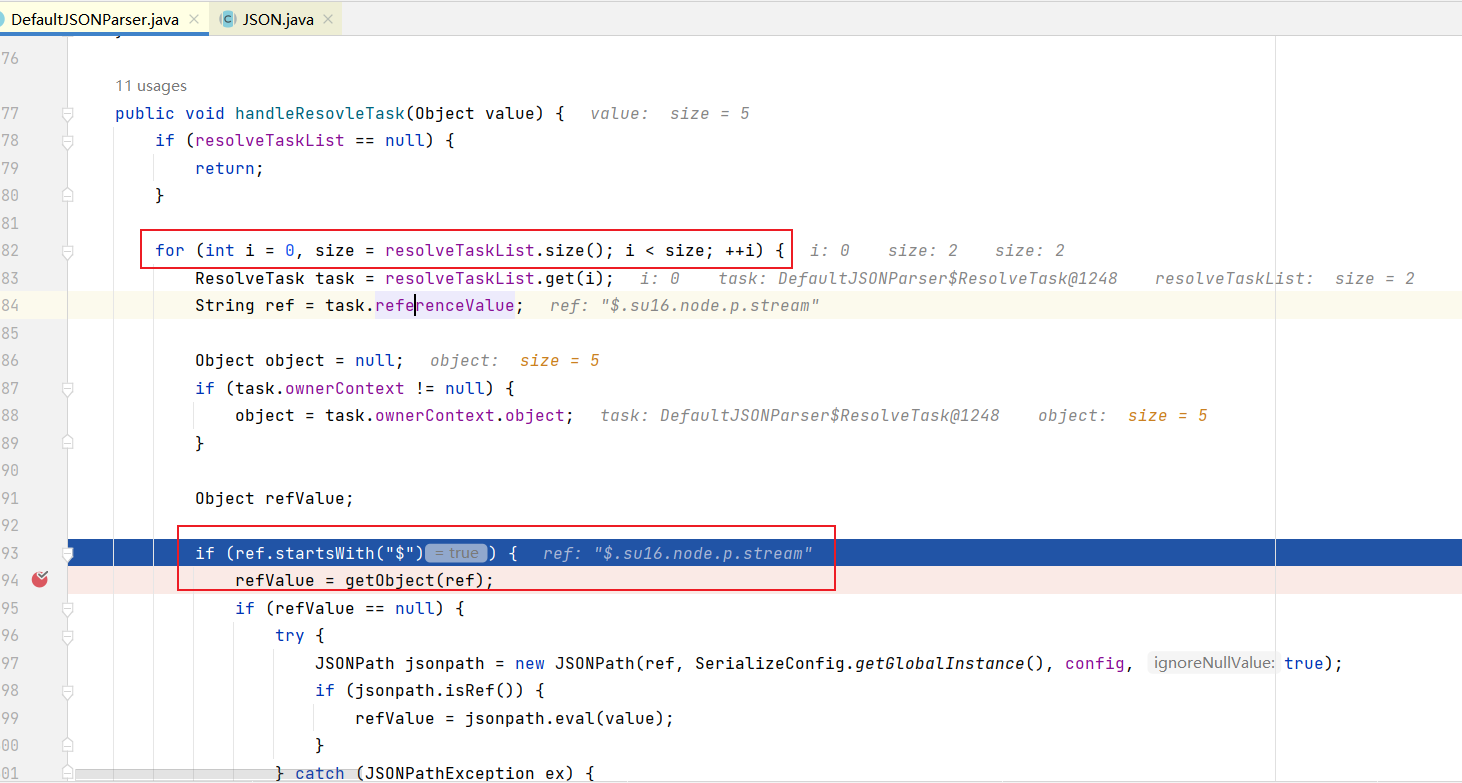 DefaultJSONParser.java × C JSON.java ×
76
11 usages
77 public void handleResovleTask(Object value) { value: size = 5
78 if (resolveTaskList == null) {
79 return;
80 }
81
82 for (int i = 0, size = resolveTaskList.size(); i < size; ++i) { i: 0 size: 2 size: 2
83 ResolveTask task = resolveTaskList.get(i); i: 0 task: DefaultJSONParser$ResolveTask@1248 resolveTaskList: size = 2
84 String ref = task.referenceValue; ref: "$.su16.node.p.stream"
85
86 Object object = null; object: size = 5
87 if (task.ownerContext != null) {
88 object = task.ownerContext.object; task: DefaultJSONParser$ResolveTask@1248 object: size = 5
89 }
90
91 Object refValue;
92
93 if (ref.startsWith("$") = true ) { ref: "$.su16.node.p.stream"
94 refValue = getObject(ref);
95 if (refValue == null) {
96 try {
97 JSONPath jsonpath = new JSONPath(ref, SerializeConfig.getGlobalInstance(), config, ignoreNullValue: true);
98 if (jsonpath.isRef()) {
99 refValue = jsonpath.eval(value);
00 }
01 } catch (JSONPathException ex) {